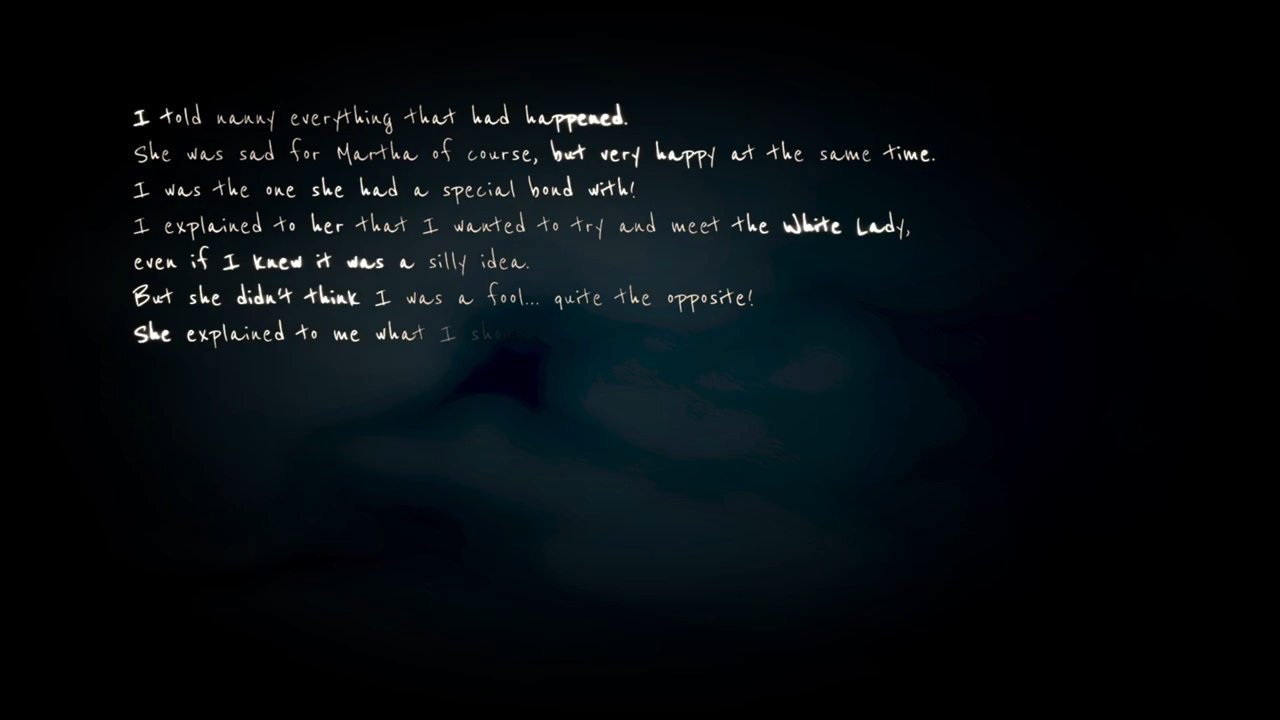 I told nanny everything that had happened.
She was sad for Martha of course, but very happy at the same time.
I was the one she had a special bond with!
I explained to her that I wanted to try and meet the White Lady,
even if I knew it was a silly idea.
But she didn't think I was a fool... quite the opposite!
She explained to me what I